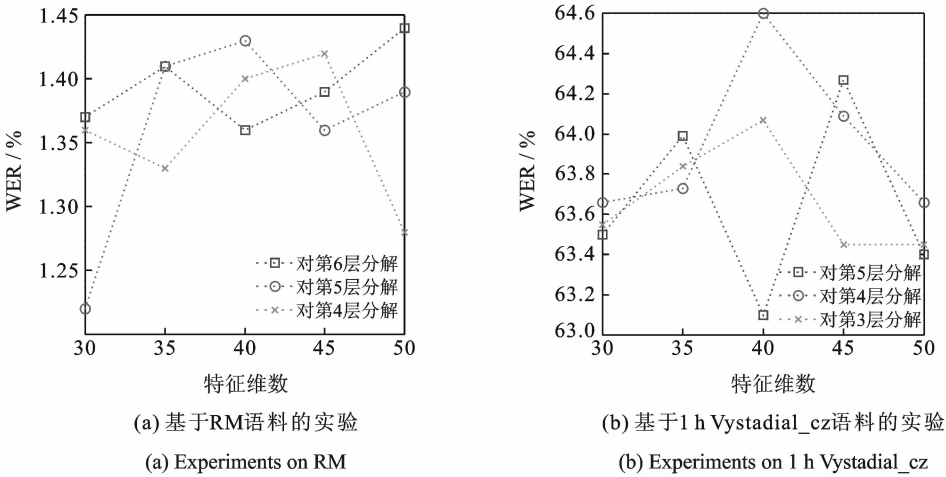 1.45
1.40
1.35
1.30
1.25
WER / %
对第6层分解
对第5层分解
对第4层分解
30 35 40 45 50
特征维数
(a) 基于RM语料的实验
(a) Experiments on RM
64.6
64.4
64.2
64.0
63.8
63.6
63.4
63.2
63.0
WER / %
对第5层分解
对第4层分解
对第3层分解
30 35 40 45 50
特征维数
(b) 基于1 h Vystadial_cz语料的实验
(b) Experiments on 1 h Vystadial_cz